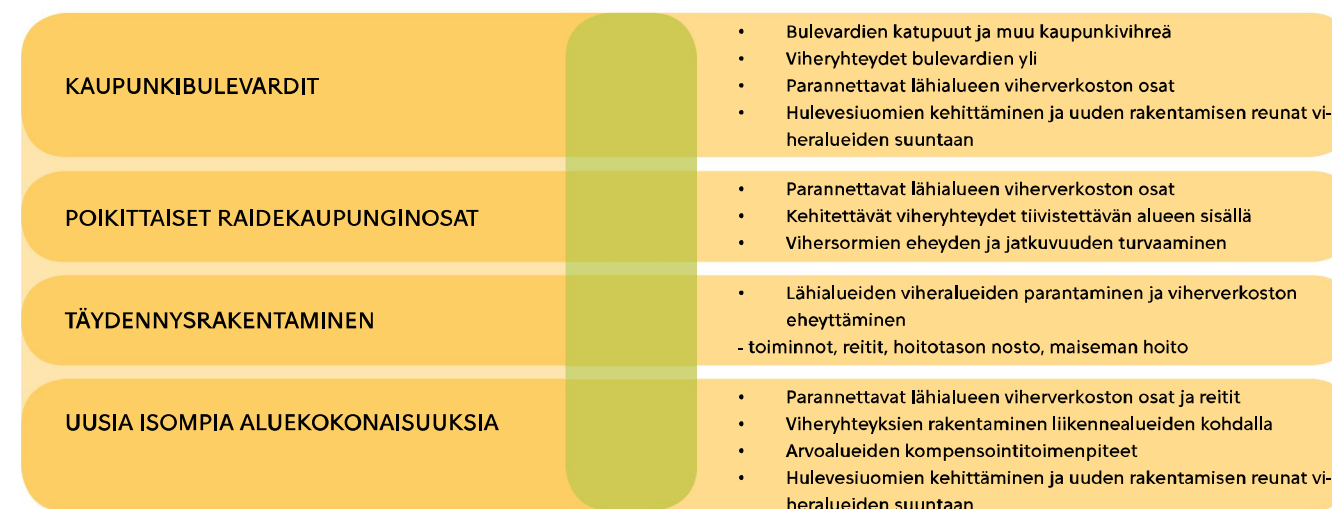 KAUPUNKIBULEVARDIT
• Bulevardien katupuut ja muu kaupunkivihreä
• Viheryhteydet bulevardien yli
• Parannettavat lähialueen viherverkoston osat
• Hulevesiuomien kehittäminen ja uuden rakentamisen reunat vi-
heralueiden suuntaan
POIKITTAISET RAIDEKAUPUNGINOSAT
• Parannettavat lähialueen viherverkoston osat
• Kehitettävät viheryhteydet tiivistettävän alueen sisällä
• Vihersormien eheyden ja jatkuvuuden turvaaminen
TÄYDENNYSRAKENTAMINEN
• Lähialueiden viheralueiden parantaminen ja viherverkoston
eheyttäminen
- toiminnot, reitit, hoitotason nosto, maiseman hoito
UUSIA ISOMPIA ALUEKOKONAISUUKSIA
• Parannettavat lähialueen viherverkoston osat ja reitit
• Viheryhteyksien rakentaminen liikennealueiden kohdalla
• Arvoalueiden kompensointitoimenpiteet
• Hulevesiuomien kehittäminen ja uuden rakentamisen reunat vi-
heralueiden suuntaan